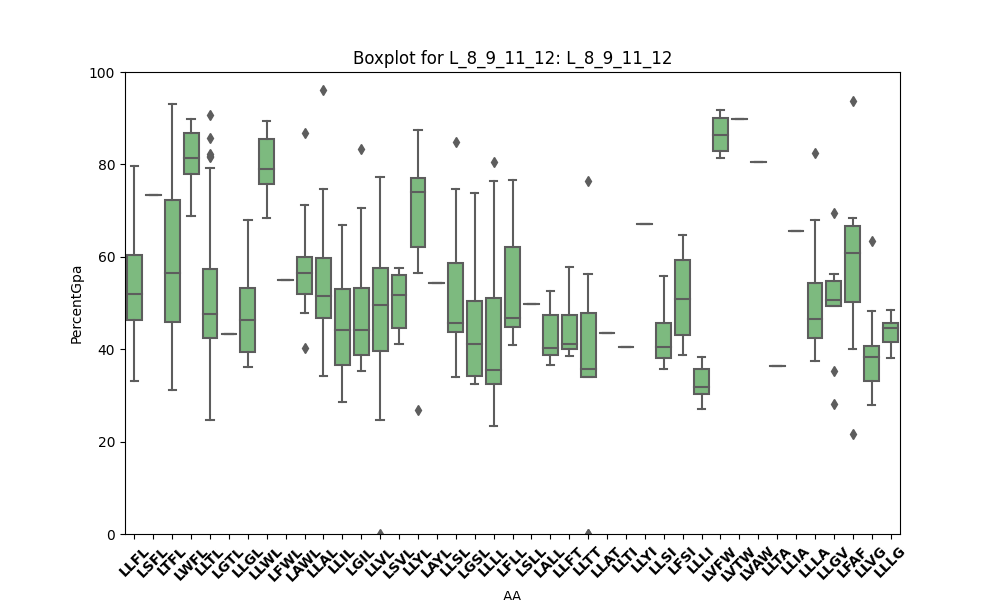 Boxplot for L_8_9_11_12: L_8_9_11_12
PercentGpa
100
80
60
40
20
0
LLFL LSFL LTFL LWFL LLTL LGTL LLGL LLWL LFWL LAWL LLAL LLIL LGIL LLVL LSVL LLYL LAYL LLSL LGSL LLLL LFLL LSLL LALL LLFT LLTT LLAT LLTI LLYI LLSI LFSI LLLI LVFW LVTW LVAW LLTA LLIA LLLA LLGV LFAF LLVG LLLG
AA